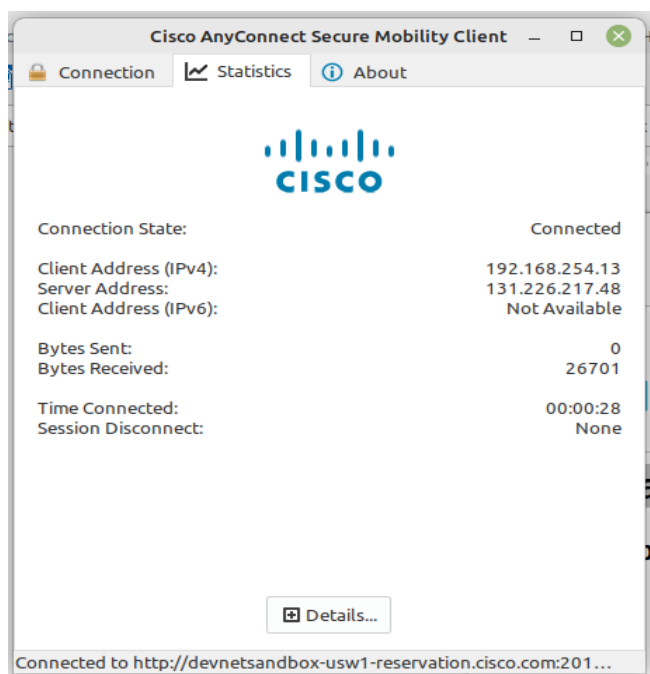 Cisco AnyConnect Secure Mobility Client
Connection Statistics About
CISCO
Connection State: Connected
Client Address (IPv4): 192.168.254.13
Server Address: 131.226.217.48
Client Address (IPv6): Not Available
Bytes Sent: 0
Bytes Received: 26701
Time Connected: 00:00:28
Session Disconnect: None
Details...
Connected to http://devnetsandbox-usw1-reservation.cisco.com:201...